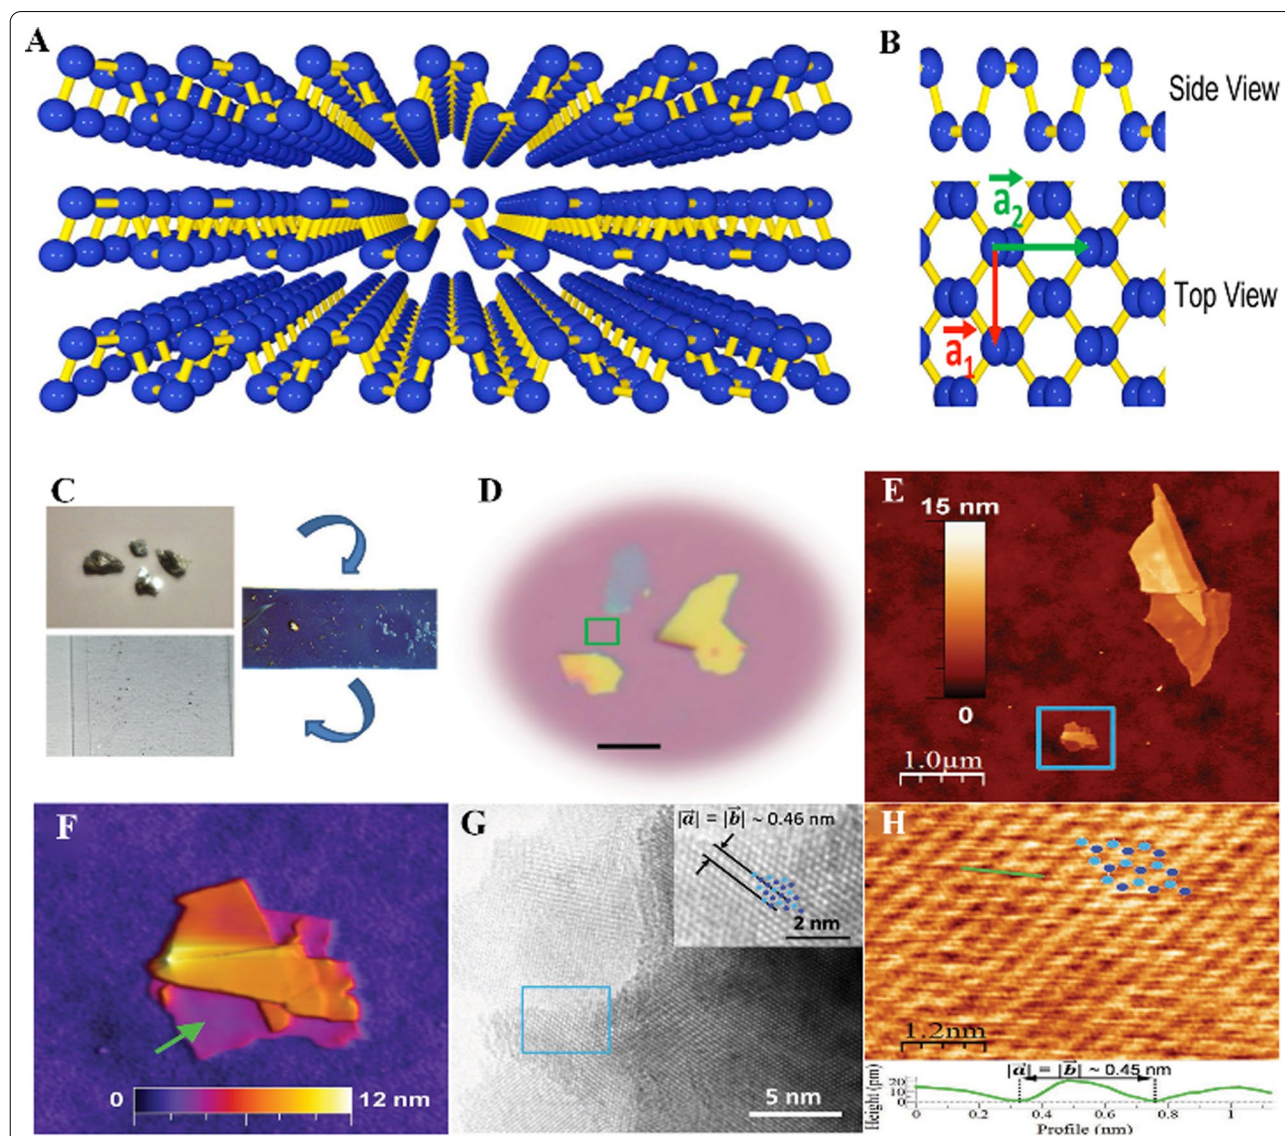 A
B
Side View
a2
a1
Top View
C
D
E
15 nm
0
1.0µm
F
0
12 nm
G
|a| = |b| ~ 0.46 nm
2 nm
5 nm
H
1.2nm
|a| = |b| ~ 0.45 nm
Height (pm)
20
0
0 0.2 0.4 0.6 0.8 1
Profile (nm)